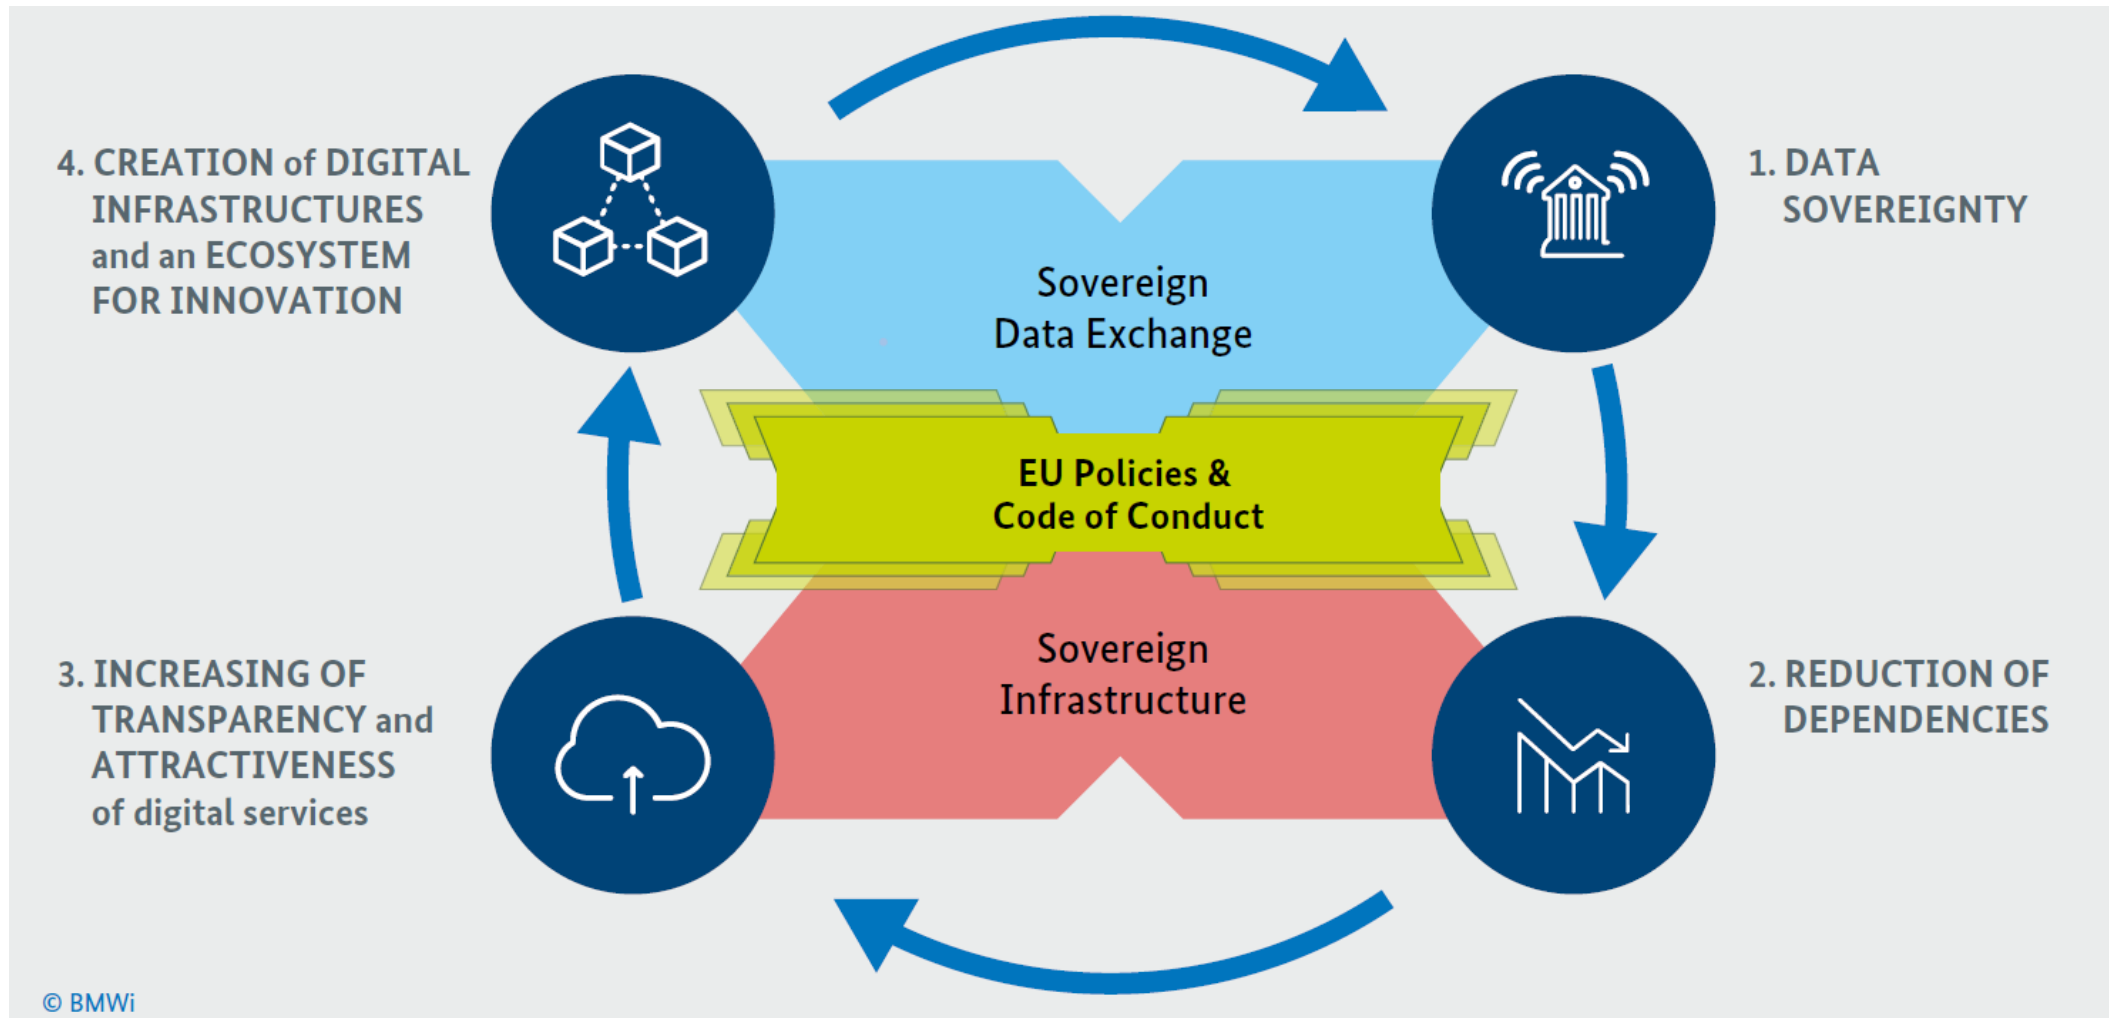 4. CREATION of DIGITAL
INFRASTRUCTURES
and an ECOSYSTEM
FOR INNOVATION
1. DATA
SOVEREIGNTY
Sovereign
Data Exchange
EU Policies &
Code of Conduct
Sovereign
Infrastructure
3. INCREASING OF
TRANSPARENCY and
ATTRACTIVENESS
of digital services
2. REDUCTION OF
DEPENDENCIES
© BMWi